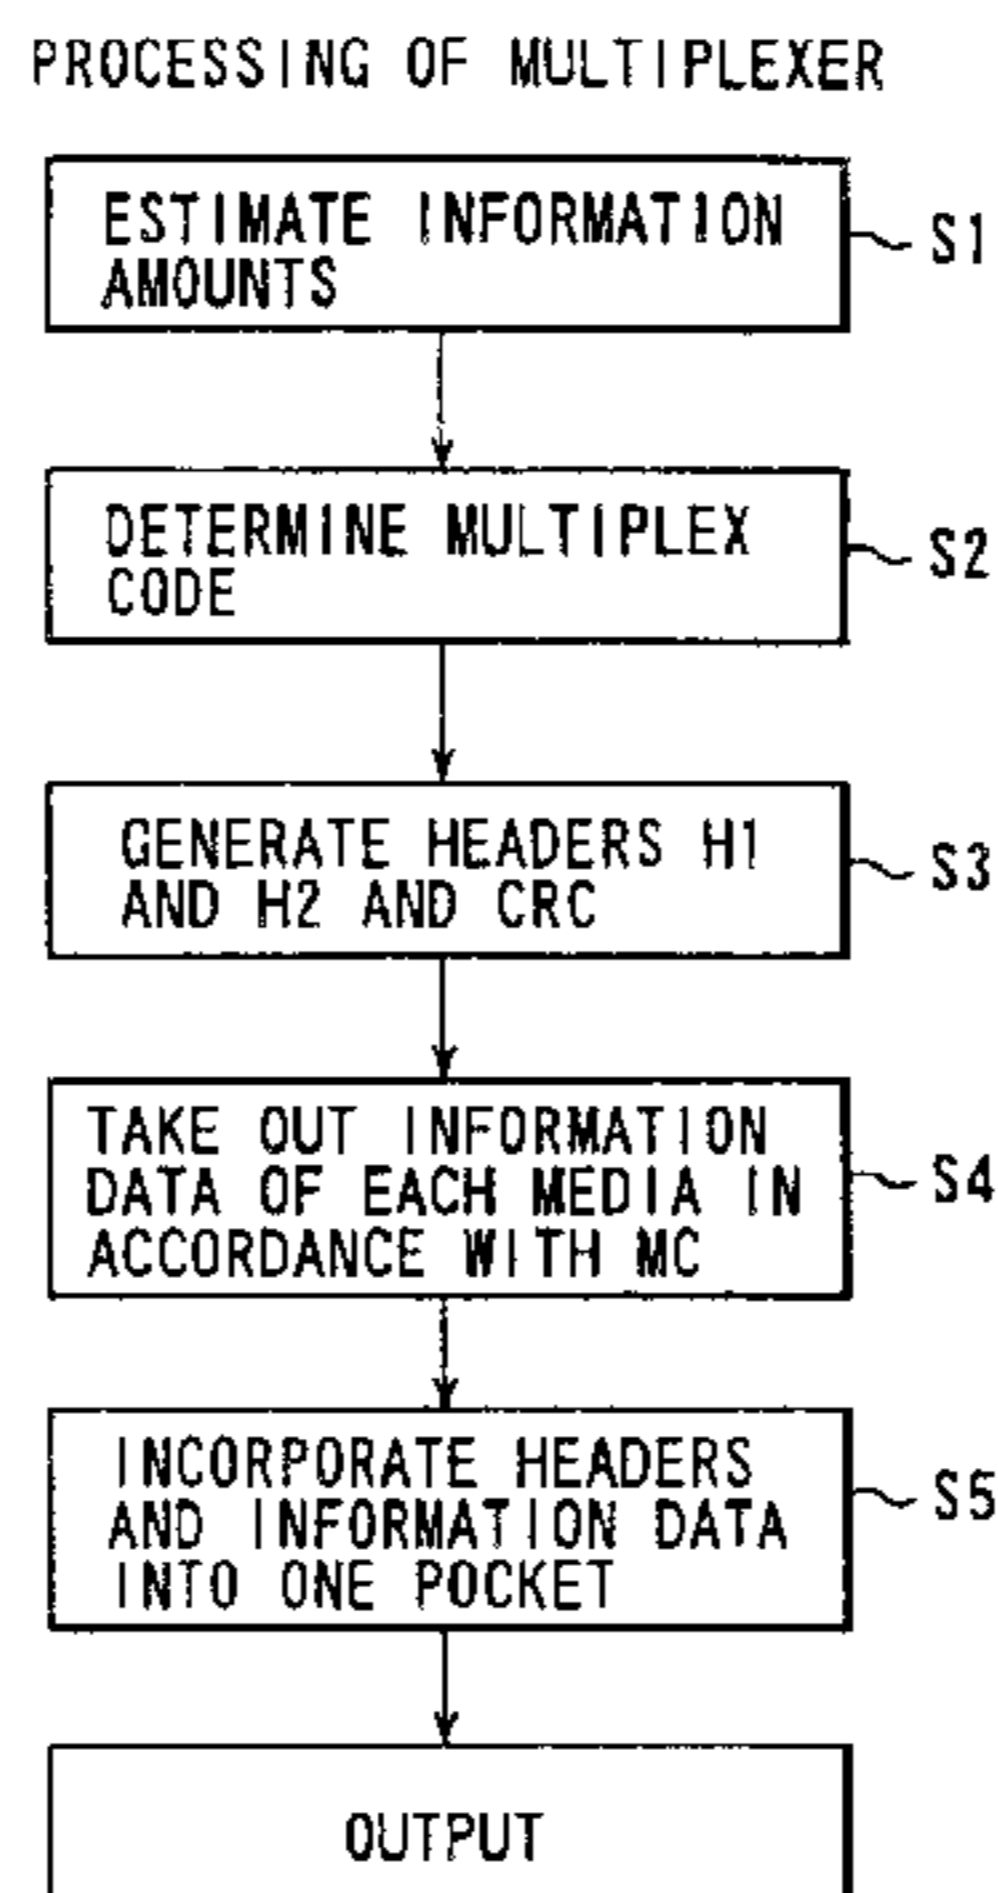 PROCESSING OF MULTIPLEXER
ESTIMATE INFORMATION
AMOUNTS
S1
DETERMINE MULTIPLEX
CODE
S2
GENERATE HEADERS H1
AND H2 AND CRC
S3
TAKE OUT INFORMATION
DATA OF EACH MEDIA IN
ACCORDANCE WITH MC
S4
INCORPORATE HEADERS
AND INFORMATION DATA
INTO ONE POCKET
S5
OUTPUT